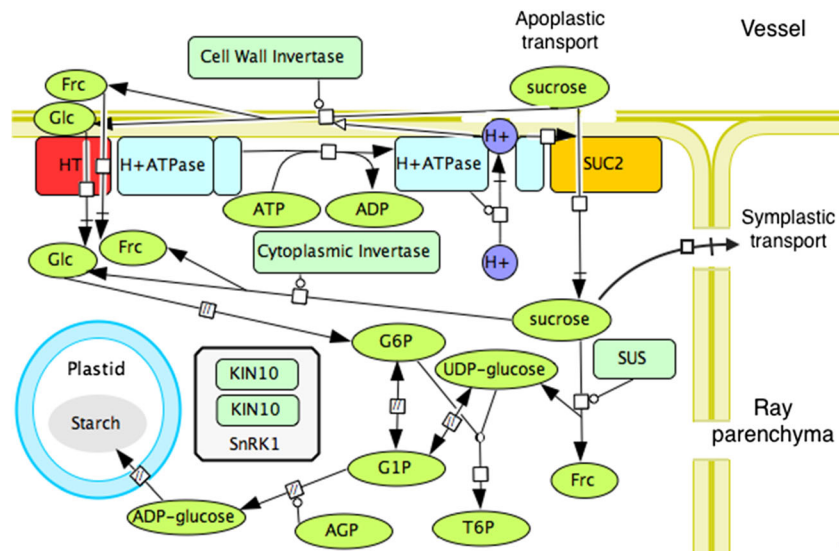 Apoplastic
transport
Vessel
Cell Wall Invertase
Frc
sucrose
Glc
H+
HT
H+ATPase
H+ATPase
SUC2
ATP
ADP
Symplastic
transport
Frc
Cytoplasmic Invertase
Glc
H+
sucrose
G6P
SUS
Plastid
KIN10
UDP-glucose
KIN10
Starch
SnRK1
Ray
parenchyma
G1P
Frc
ADP-glucose
AGP
T6P